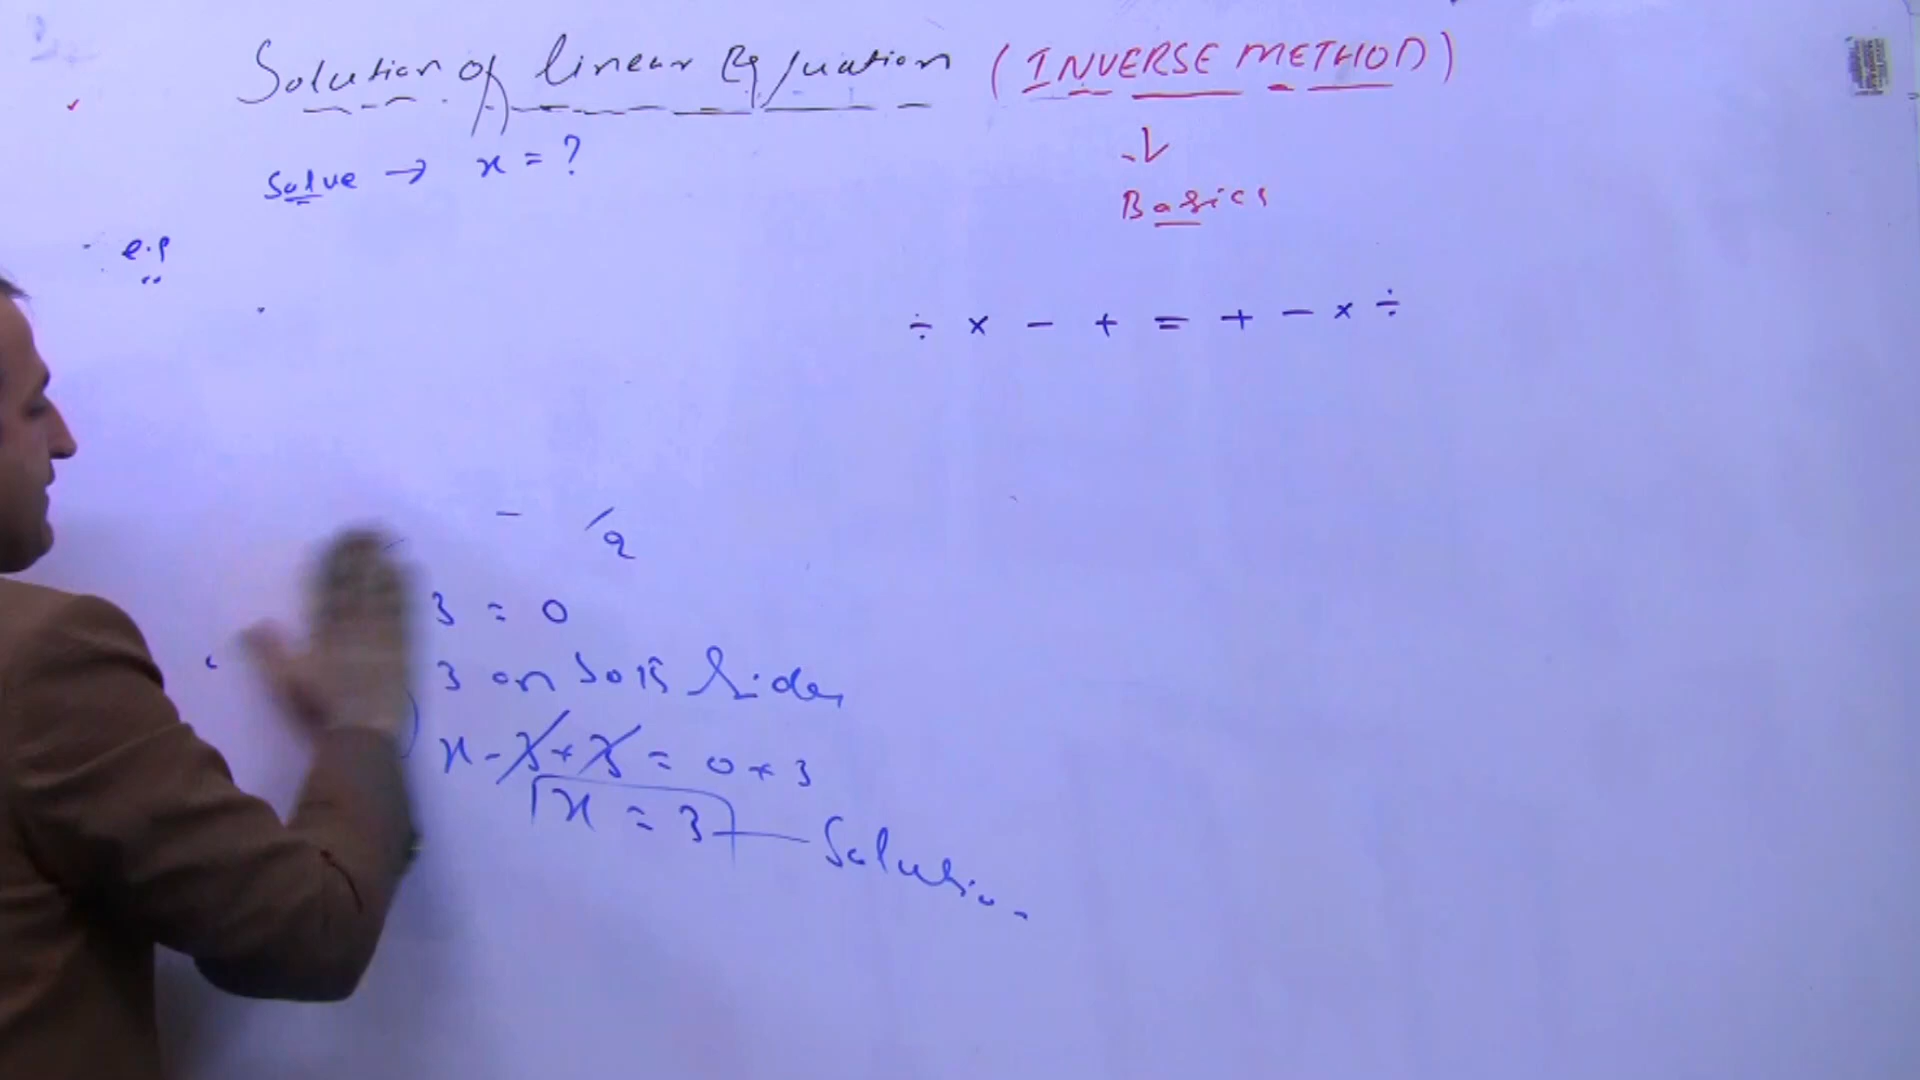 Solution of linear Equation (INVERSE METHOD)
Solve → x = ?
Basics
e.g
÷ × - + = + - × ÷
3 = 0
3 on both sides
x - 3 + 3 = 0 + 3
x = 3 — Solution